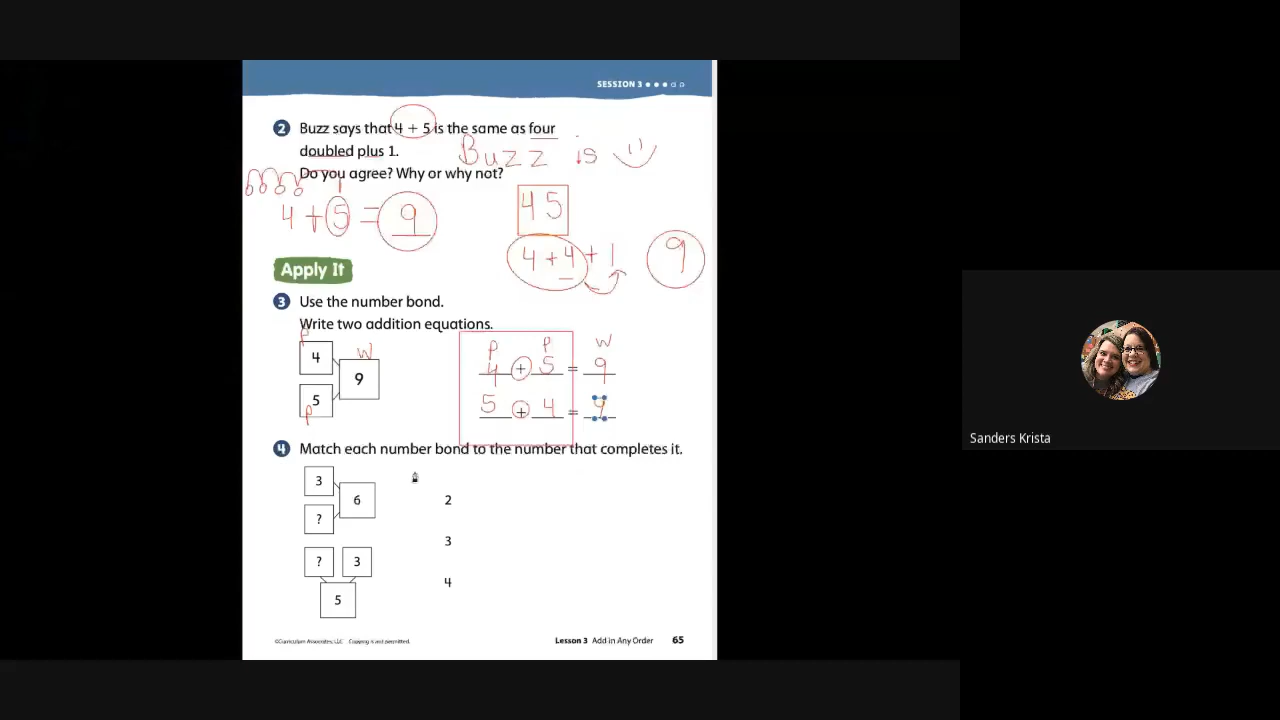 SESSION 3
2 Buzz says that 4 + 5 is the same as four
doubled plus 1.
Buzz is
Do you agree? Why or why not?
4 + 5 = 9
4 5
4 + 4 + 1 9
Apply It
3 Use the number bond.
Write two addition equations.
P
4
W
9
5
P
P P W
4 + 5 = 9
5 + 4 = 9
4 Match each number bond to the number that completes it.
3
6
?
? 3
5
2
3
4
©Curriculum Associates, LLC Copying is not permitted.
Lesson 3 Add in Any Order 65
Sanders Krista